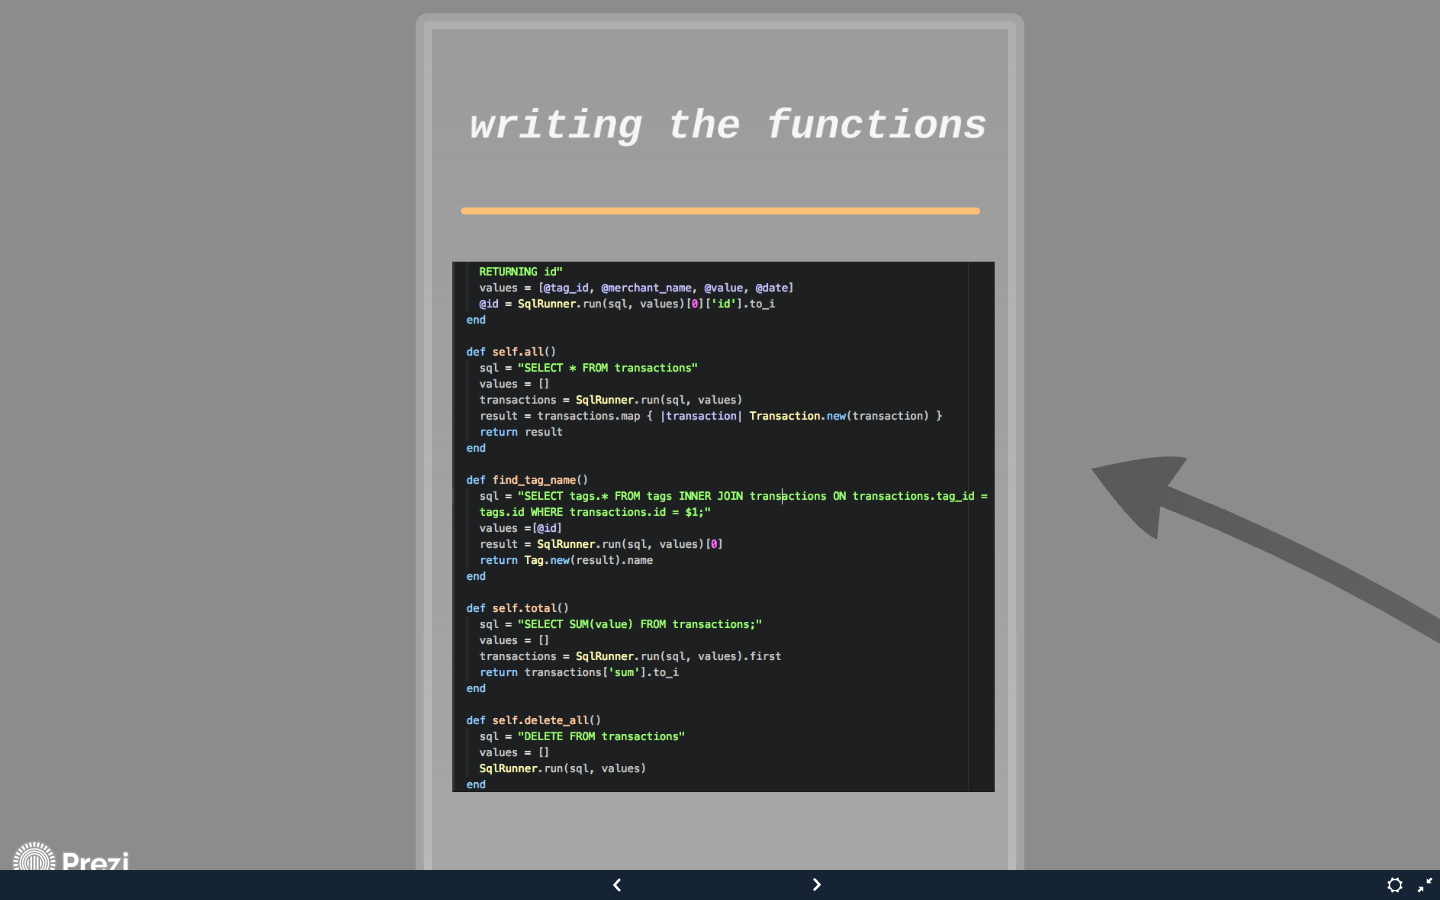 writing the functions
RETURNING id"
values = [@tag_id, @merchant_name, @value, @date]
@id = SqlRunner.run(sql, values)[0]['id'].to_i
end
def self.all()
sql = "SELECT * FROM transactions"
values = []
transactions = SqlRunner.run(sql, values)
result = transactions.map { |transaction| Transaction.new(transaction) }
return result
end
def find_tag_name()
sql = "SELECT tags.* FROM tags INNER JOIN transactions ON transactions.tag_id =
tags.id WHERE transactions.id = $1;"
values =[@id]
result = SqlRunner.run(sql, values)[0]
return Tag.new(result).name
end
def self.total()
sql = "SELECT SUM(value) FROM transactions;"
values = []
transactions = SqlRunner.run(sql, values).first
return transactions['sum'].to_i
end
def self.delete_all()
sql = "DELETE FROM transactions"
values = []
SqlRunner.run(sql, values)
end
Prezi